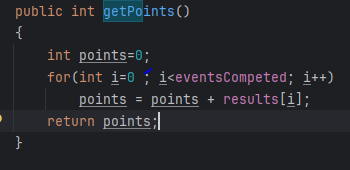 public int getPoints()
{
    int points=0;
    for(int i=0 ; i<eventsCompeted; i++)
        points = points + results[i];
    return points;
}